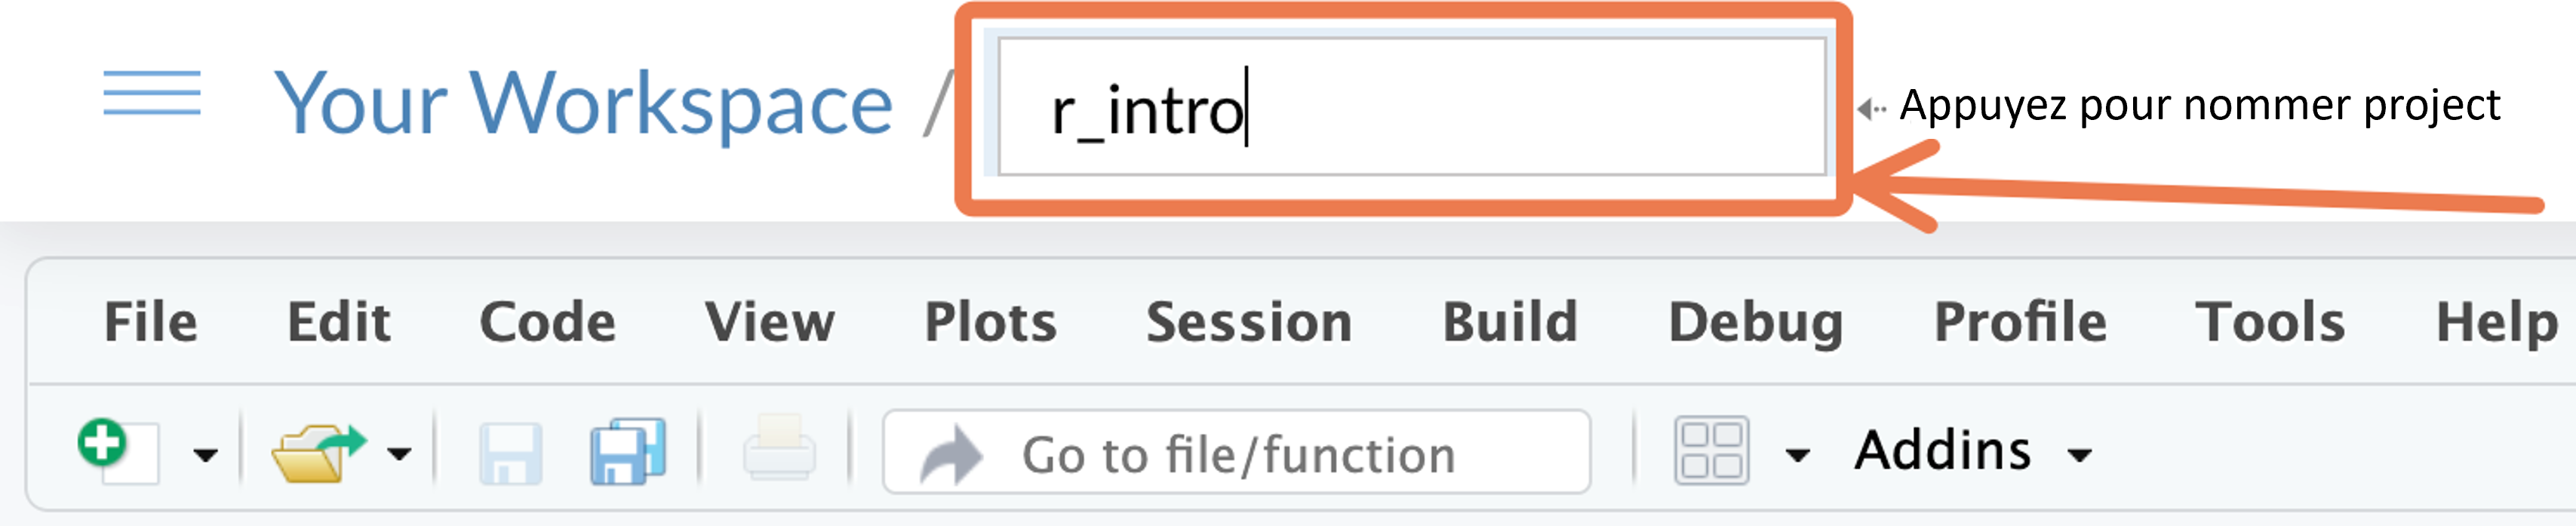 Your Workspace / r_intro Appuyez pour nommer project
File Edit Code View Plots Session Build Debug Profile Tools Help
Go to file/function Addins